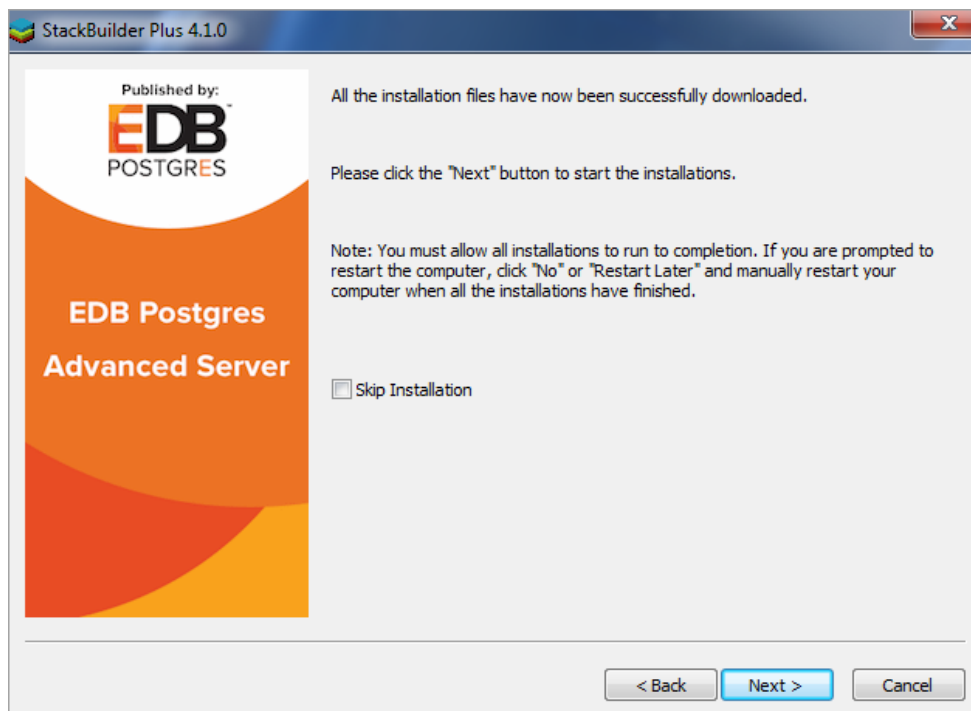 StackBuilder Plus 4.1.0
Published by:
EDB™
POSTGRES
EDB Postgres
Advanced Server
All the installation files have now been successfully downloaded.
Please click the "Next" button to start the installations.
Note: You must allow all installations to run to completion. If you are prompted to
restart the computer, click "No" or "Restart Later" and manually restart your
computer when all the installations have finished.
Skip Installation
< Back
Next >
Cancel